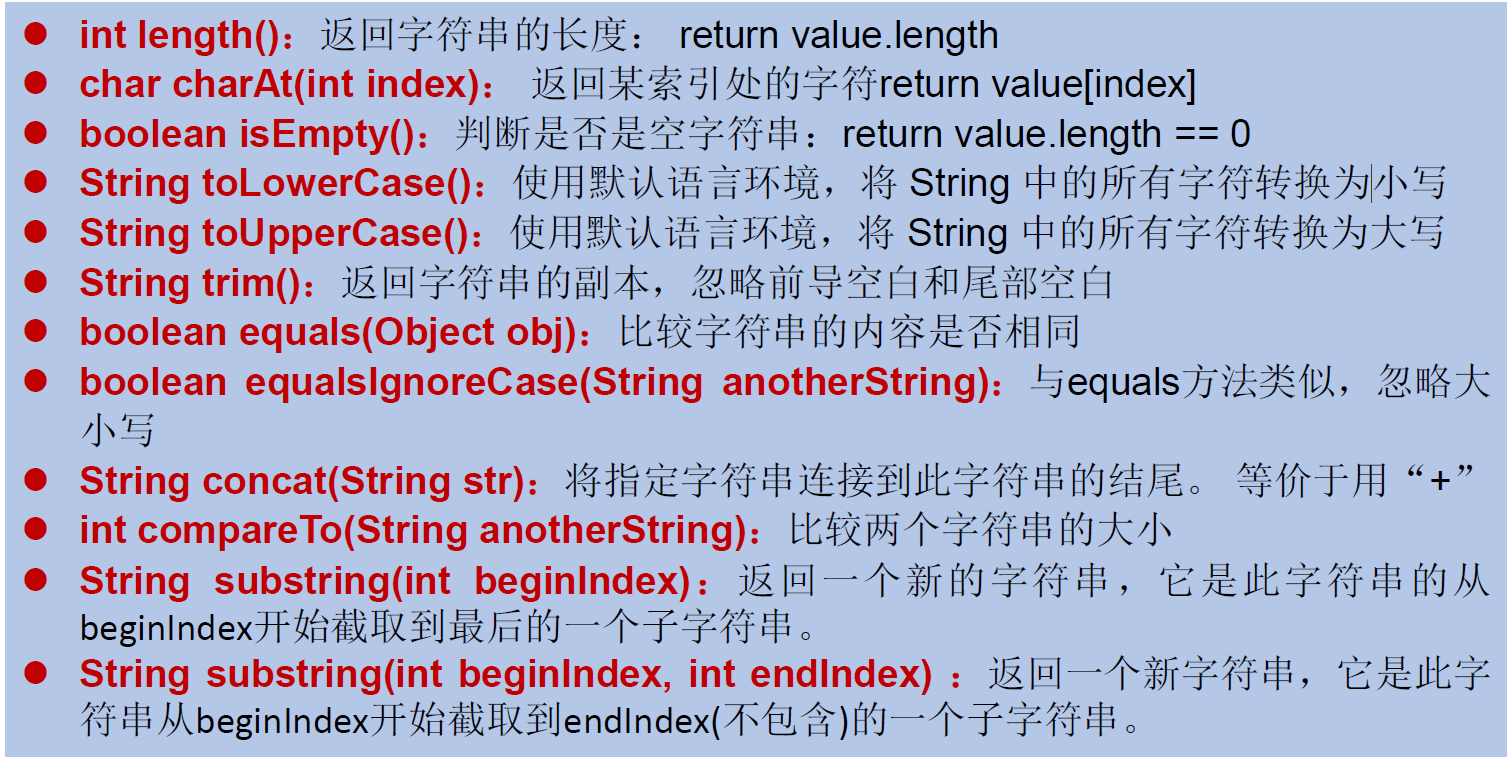 ● int length()：返回字符串的长度： return value.length
● char charAt(int index)： 返回某索引处的字符return value[index]
● boolean isEmpty()：判断是否是空字符串：return value.length == 0
● String toLowerCase()：使用默认语言环境，将 String 中的所有字符转换为小写
● String toUpperCase()：使用默认语言环境，将 String 中的所有字符转换为大写
● String trim()：返回字符串的副本，忽略前导空白和尾部空白
● boolean equals(Object obj)：比较字符串的内容是否相同
● boolean equalsIgnoreCase(String anotherString)：与equals方法类似，忽略大
小写
● String concat(String str)：将指定字符串连接到此字符串的结尾。 等价于用“+”
● int compareTo(String anotherString)：比较两个字符串的大小
● String substring(int beginIndex)：返回一个新的字符串，它是此字符串的从
beginIndex开始截取到最后的一个子字符串。
● String substring(int beginIndex, int endIndex) ：返回一个新字符串，它是此字
符串从beginIndex开始截取到endIndex(不包含)的一个子字符串。